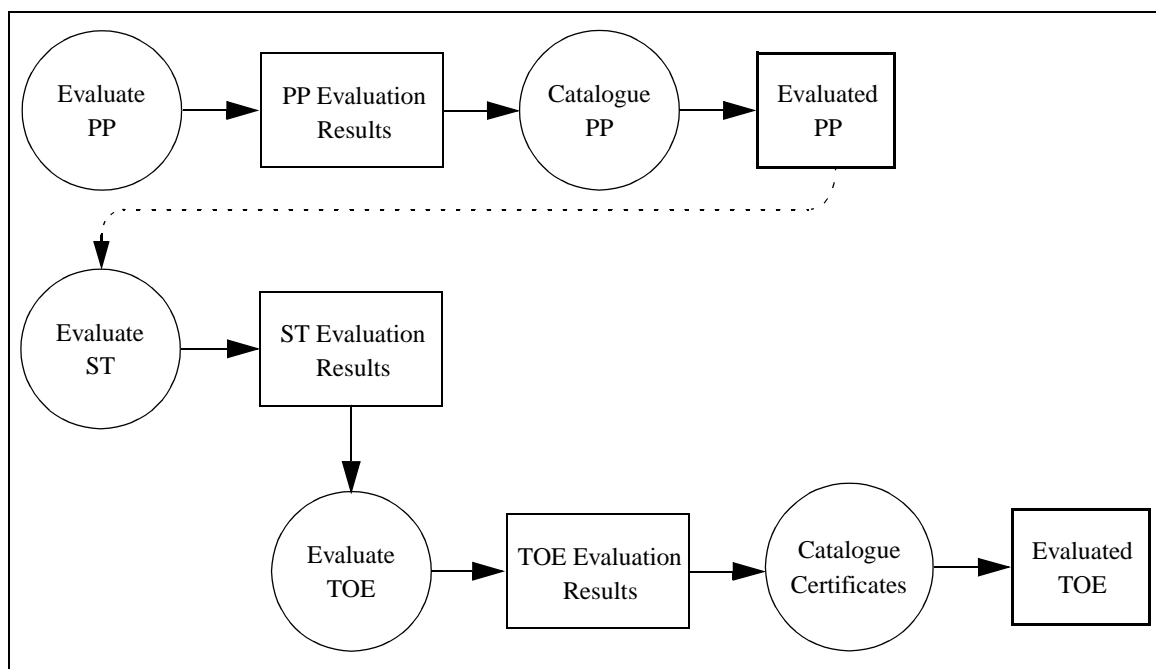 Evaluate
PP
PP Evaluation
Results
Catalogue
PP
Evaluated
PP
Evaluate
ST
ST Evaluation
Results
Evaluate
TOE
TOE Evaluation
Results
Catalogue
Certificates
Evaluated
TOE